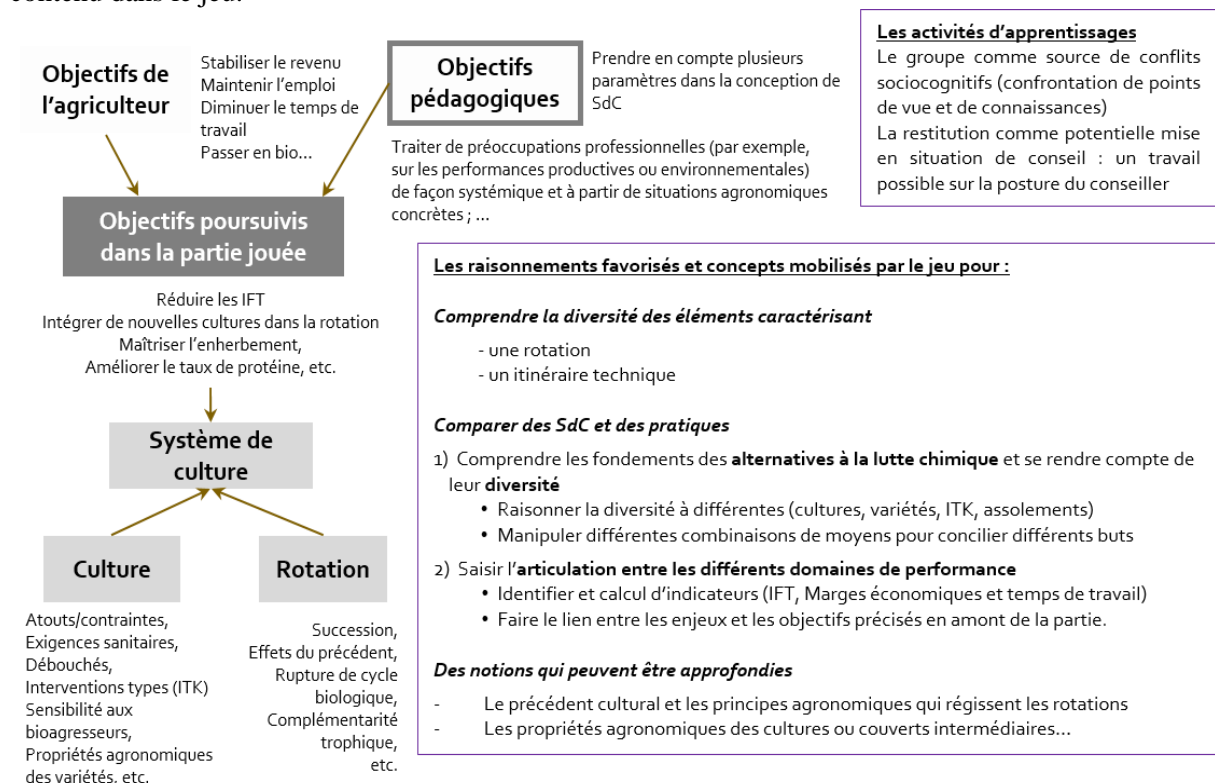 contenu dans le jeu.
Objectifs de
l'agriculteur
Stabiliser le revenu
Maintenir l'emploi
Diminuer le temps de
travail
Passer en bio...
Objectifs
pédagogiques
Prendre en compte plusieurs
paramètres dans la conception de
SdC
Traiter de préoccupations professionnelles (par exemple,
sur les performances productives ou environnementales)
de façon systémique et à partir de situations agronomiques
concrètes ; ...
Les activités d'apprentissages
Le groupe comme source de conflits
sociocognitifs (confrontation de points
de vue et de connaissances)
La restitution comme potentielle mise
en situation de conseil : un travail
possible sur la posture du conseiller
Objectifs poursuivis
dans la partie jouée
Réduire les IFT
Intégrer de nouvelles cultures dans la rotation
Maîtriser l'enherbement,
Améliorer le taux de protéine, etc.
Système de
culture
Culture
Atouts/contraintes,
Exigences sanitaires,
Débouchés,
Interventions types (ITK)
Sensibilité aux
bioagresseurs,
Propriétés agronomiques
des variétés, etc.
Rotation
Succession,
Effets du précédent,
Rupture de cycle
biologique,
Complémentarité
trophique,
etc.
Les raisonnements favorisés et concepts mobilisés par le jeu pour :
Comprendre la diversité des éléments caractérisant
- une rotation
- un itinéraire technique
Comparer des SdC et des pratiques
1) Comprendre les fondements des alternatives à la lutte chimique et se rendre compte de
leur diversité
• Raisonner la diversité à différentes (cultures, variétés, ITK, assolements)
• Manipuler différentes combinaisons de moyens pour concilier différents buts
2) Saisir l'articulation entre les différents domaines de performance
• Identifier et calcul d'indicateurs (IFT, Marges économiques et temps de travail)
• Faire le lien entre les enjeux et les objectifs précisés en amont de la partie.
Des notions qui peuvent être approfondies
- Le précédent cultural et les principes agronomiques qui régissent les rotations
- Les propriétés agronomiques des cultures ou couverts intermédiaires...